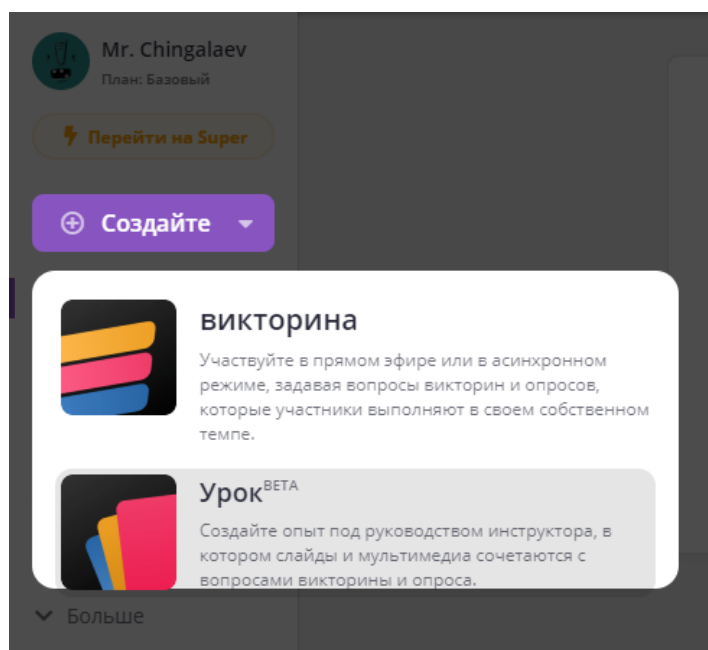 Mr. Chingalaev
План: Базовый
Перейти на Super
Создайте
викторина
Участвуйте в прямом эфире или в асинхронном
режиме, задавая вопросы викторин и опросов,
которые участники выполняют в своем собственном
темпе.
Урок BETA
Создайте опыт под руководством инструктора, в
котором слайды и мультимедиа сочетаются с
вопросами викторины и опроса.
Больше